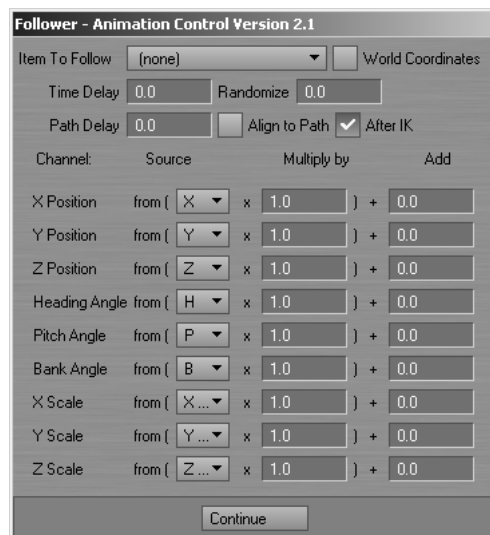 Follower - Animation Control Version 2.1
Item To Follow (none) World Coordinates
Time Delay 0.0 Randomize 0.0
Path Delay 0.0 Align to Path After IK
Channel: Source Multiply by Add
X Position from ( X x 1.0 ) + 0.0
Y Position from ( Y x 1.0 ) + 0.0
Z Position from ( Z x 1.0 ) + 0.0
Heading Angle from ( H x 1.0 ) + 0.0
Pitch Angle from ( P x 1.0 ) + 0.0
Bank Angle from ( B x 1.0 ) + 0.0
X Scale from ( X ... x 1.0 ) + 0.0
Y Scale from ( Y ... x 1.0 ) + 0.0
Z Scale from ( Z ... x 1.0 ) + 0.0
Continue